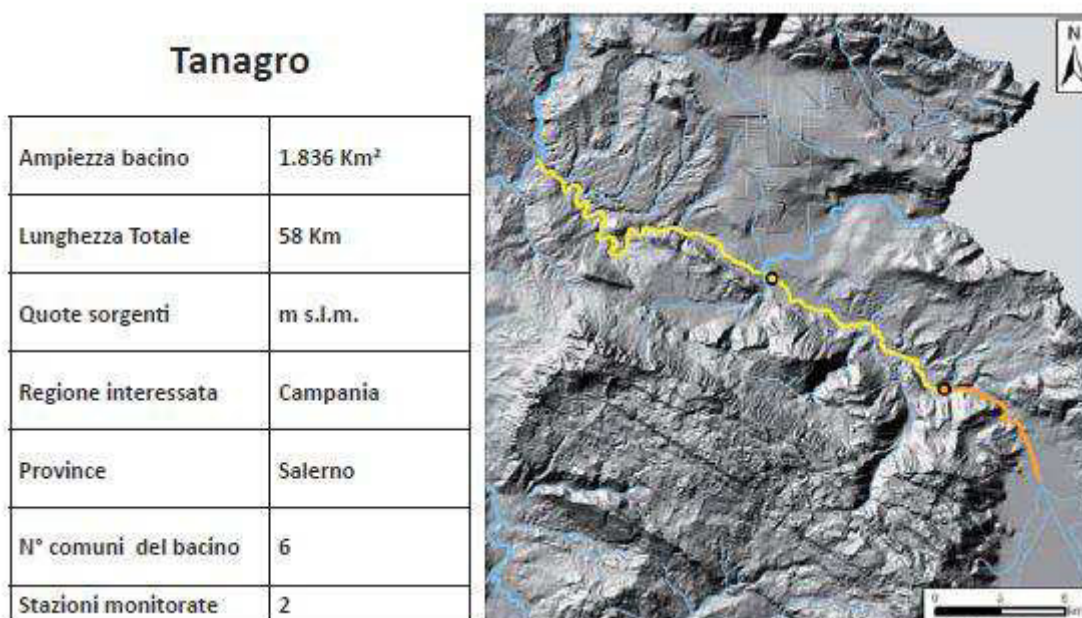 Tanagro
Ampiezza bacino 1.836 Km²
Lunghezza Totale 58 Km
Quote sorgenti m s.l.m.
Regione interessata Campania
Province Salerno
N° comuni del bacino 6
Stazioni monitorate 2
N
0
6